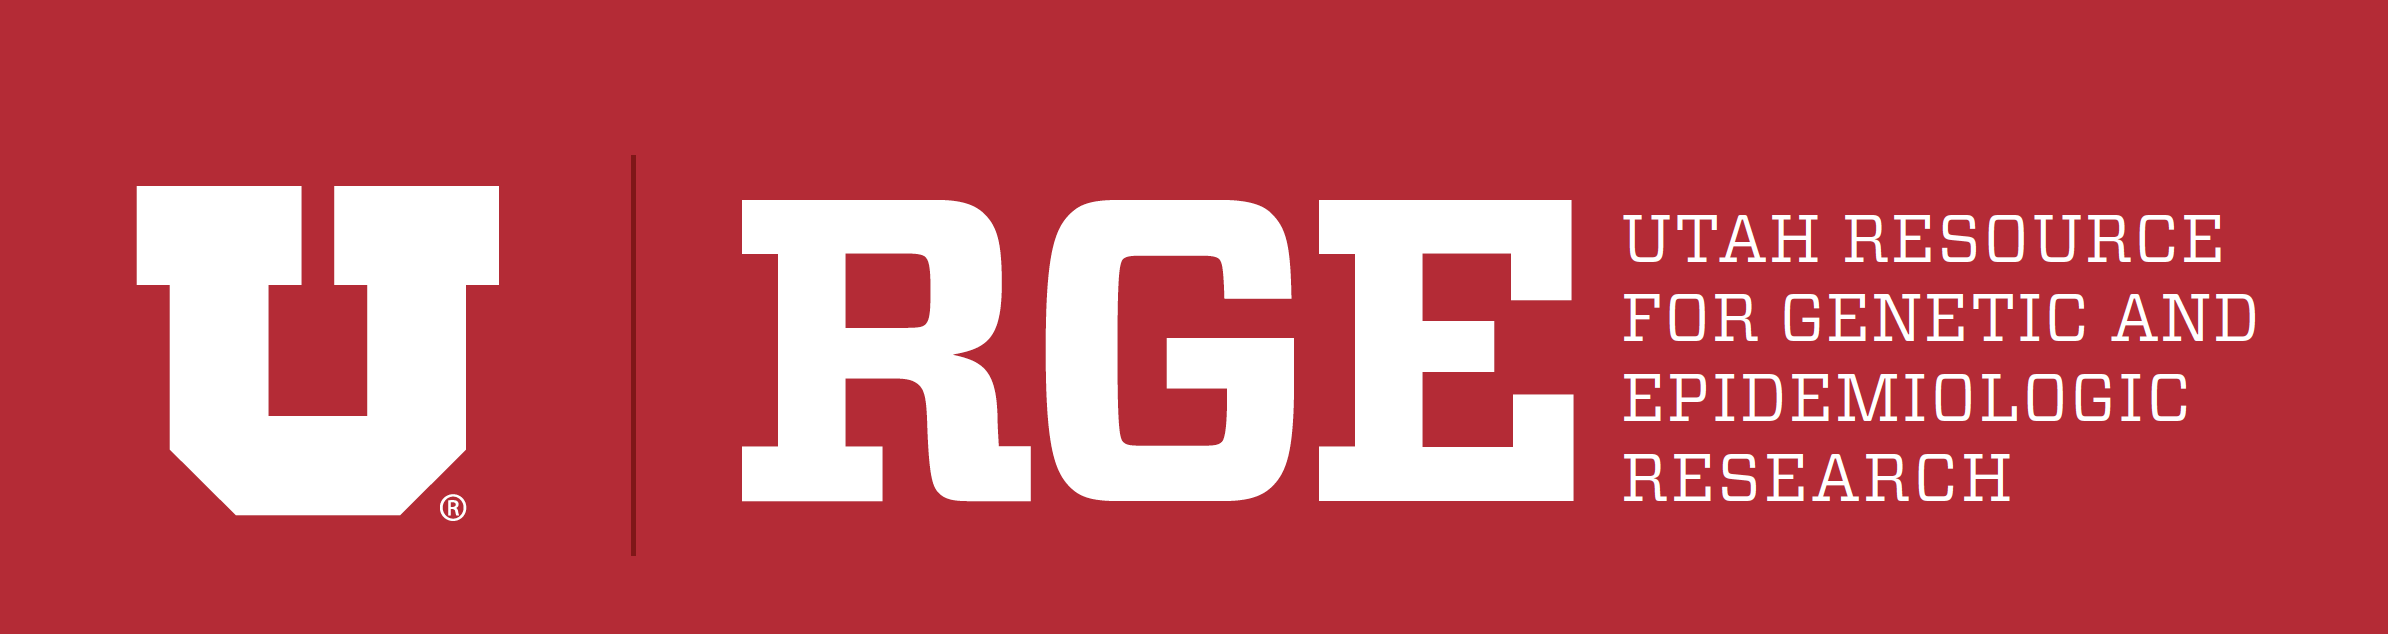 U®
RGE
UTAH RESOURCE
FOR GENETIC AND
EPIDEMIOLOGIC
RESEARCH